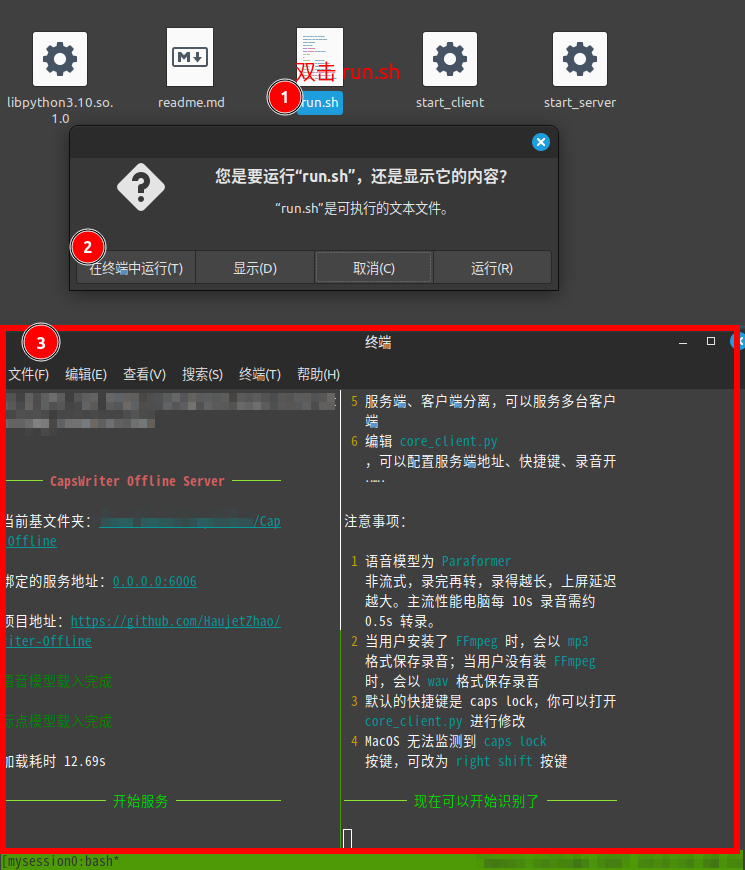 libpython3.10.so.
1.0
readme.md
双击 run.sh
1
run.sh
start_client
start_server
您是要运行“run.sh”，还是显示它的内容？
“run.sh”是可执行的文本文件。
2
在终端中运行(T)
显示(D)
取消(C)
运行(R)
3
终端
文件(F) 编辑(E) 查看(V) 搜索(S) 终端(T) 帮助(H)
CapsWriter Offline Server
当前基文件夹：/Cap
Offline
绑定的服务地址：0.0.0.0:6006
项目地址：https://github.com/HaujetZhao/
riter-Offline
语音模型载入完成
标点模型载入完成
加载耗时 12.69s
开始服务
5 服务端、客户端分离，可以服务多台客户
端
6 编辑 core_client.py
，可以配置服务端地址、快捷键、录音开
……
注意事项：
1 语音模型为 Paraformer
非流式，录完再转，录得越长，上屏延迟
越大。主流性能电脑每 10s 录音需约
0.5s 转录。
2 当用户安装了 FFmpeg 时，会以 mp3
格式保存录音；当用户没有装 FFmpeg
时，会以 wav 格式保存录音
3 默认的快捷键是 caps lock，你可以打开
core_client.py 进行修改
4 MacOS 无法监测到 caps lock
按键，可改为 right shift 按键
现在可以开始识别了
[mysession0:bash*